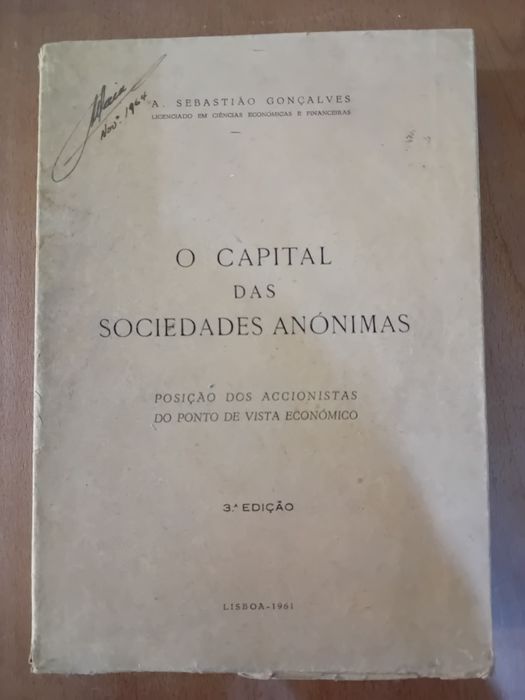 Maia
Nov.º 1964
A. SEBASTIÃO GONÇALVES
LICENCIADO EM CIÊNCIAS ECONÓMICAS E FINANCEIRAS
O CAPITAL
DAS
SOCIEDADES ANÓNIMAS
POSIÇÃO DOS ACCIONISTAS
DO PONTO DE VISTA ECONÓMICO
3.ª EDIÇÃO
LISBOA-1961